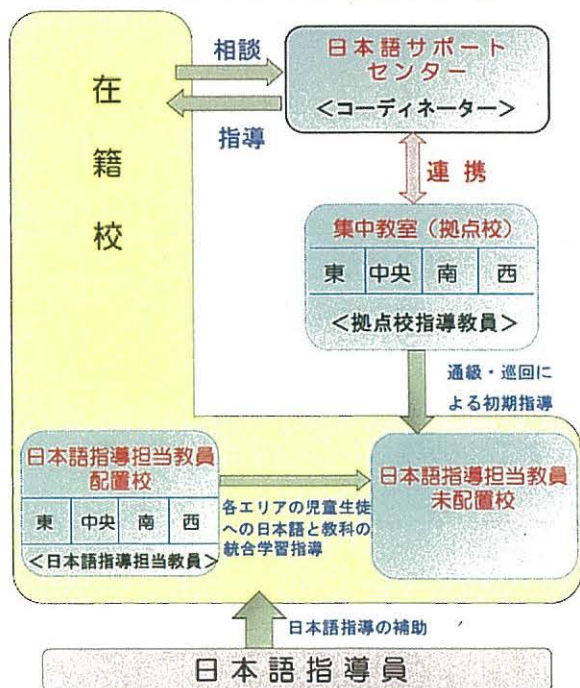 在籍校
相談
指導
日本語サポート
センター
<コーディネーター>
連携
集中教室（拠点校）
東 中央 南 西
<拠点校指導教員>
通級・巡回に
よる初期指導
日本語指導担当教員
配置校
東 中央 南 西
<日本語指導担当教員>
各エリアの児童生徒
への日本語と教科の
統合学習指導
日本語指導担当教員
未配置校
日本語指導の補助
日本語指導員